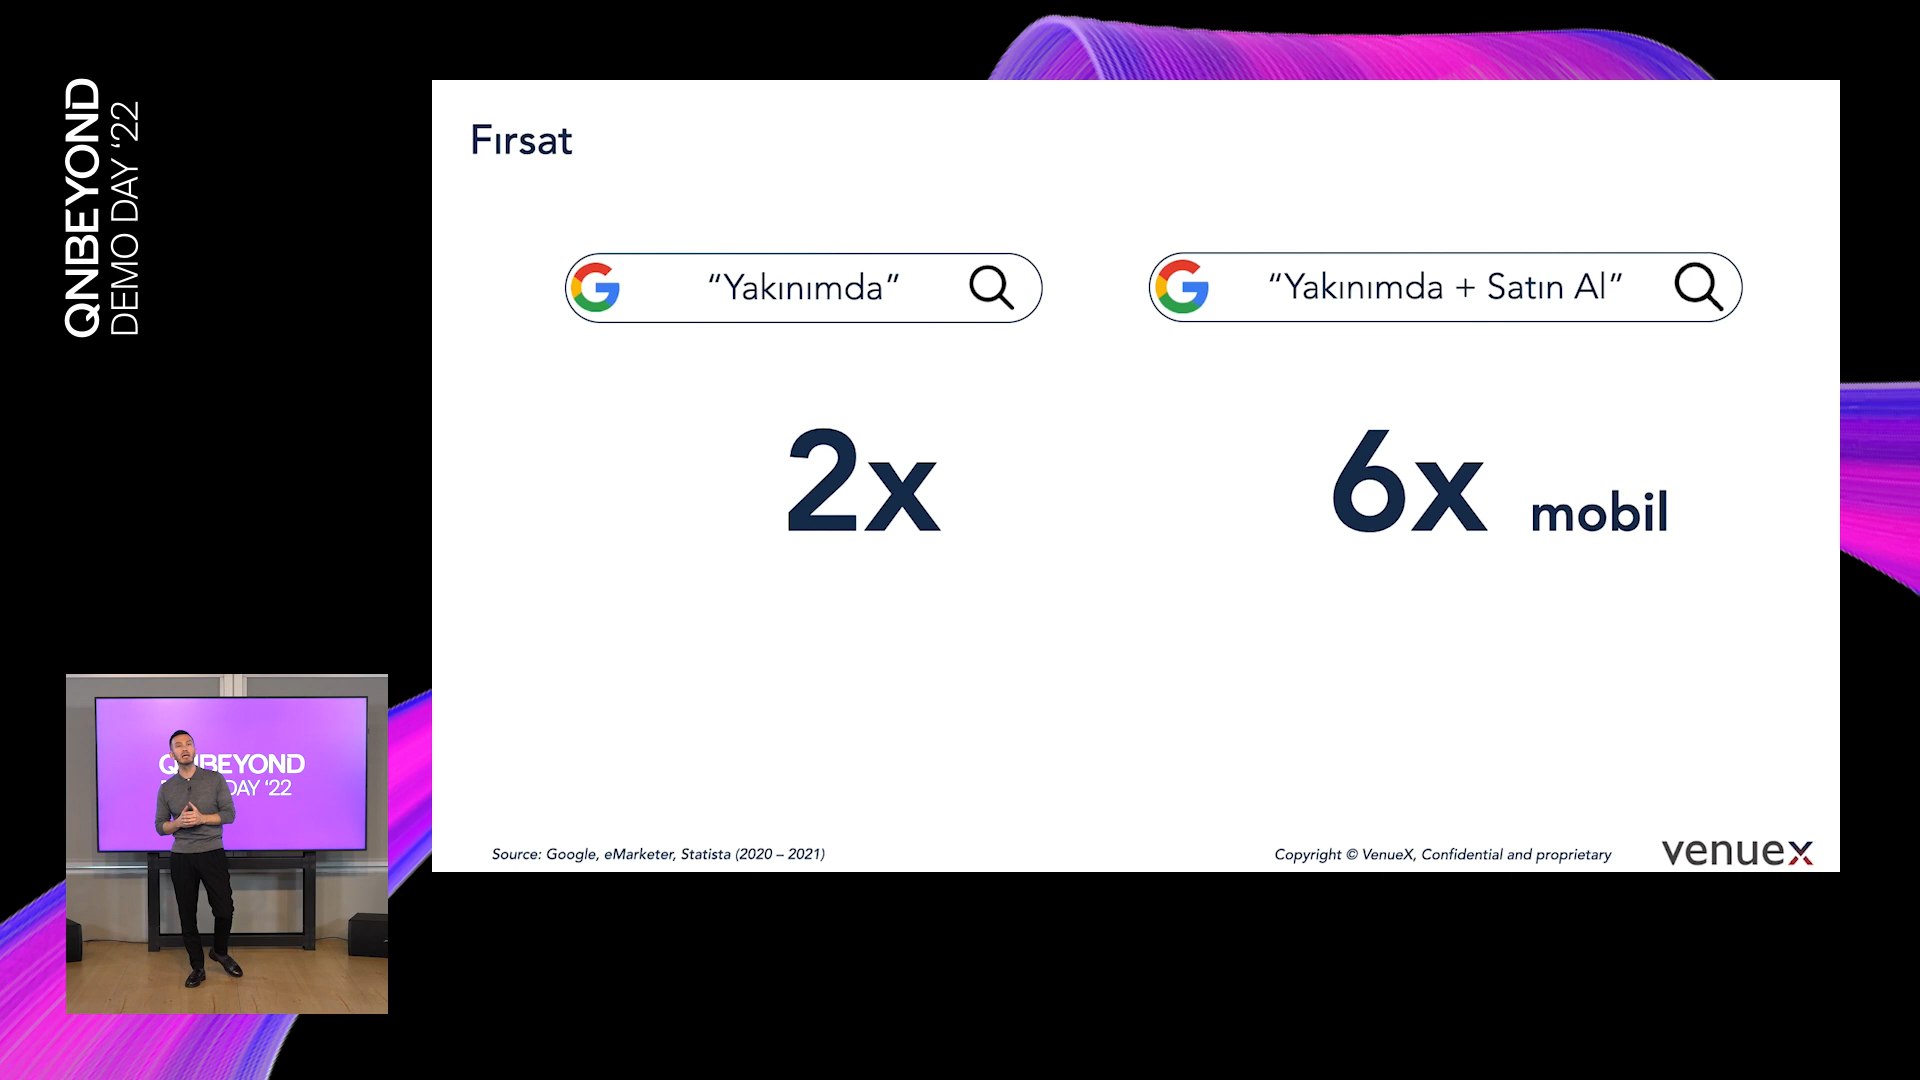 QNBEYOND
DEMO DAY ‘22
Fırsat
“Yakınımda”
“Yakınımda + Satın Al”
2x
6x mobil
Source: Google, eMarketer, Statista (2020 – 2021)
Copyright © VenueX, Confidential and proprietary
venuex
BEYOND
DAY ‘22